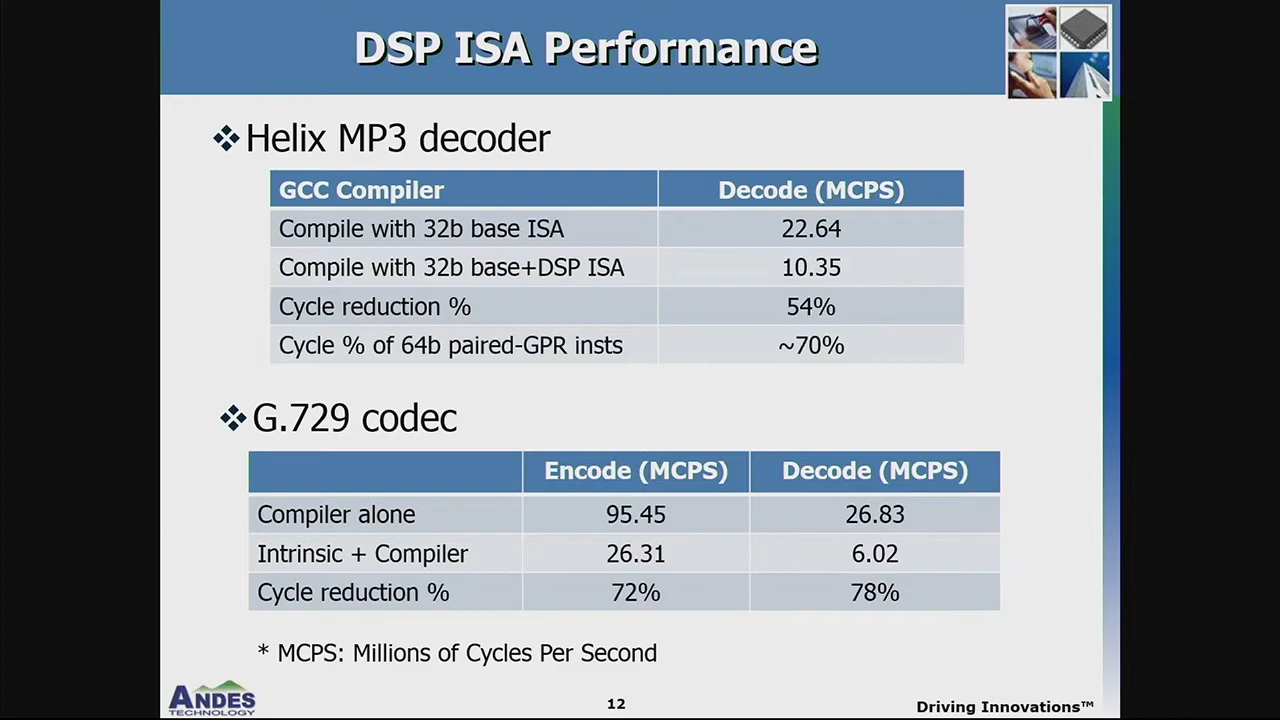 DSP ISA Performance
❖ Helix MP3 decoder
GCC Compiler Decode (MCPS)
Compile with 32b base ISA 22.64
Compile with 32b base+DSP ISA 10.35
Cycle reduction % 54%
Cycle % of 64b paired-GPR insts ~70%
❖ G.729 codec
Encode (MCPS) Decode (MCPS)
Compiler alone 95.45 26.83
Intrinsic + Compiler 26.31 6.02
Cycle reduction % 72% 78%
* MCPS: Millions of Cycles Per Second
ANDES
TECHNOLOGY
12
Driving Innovations™